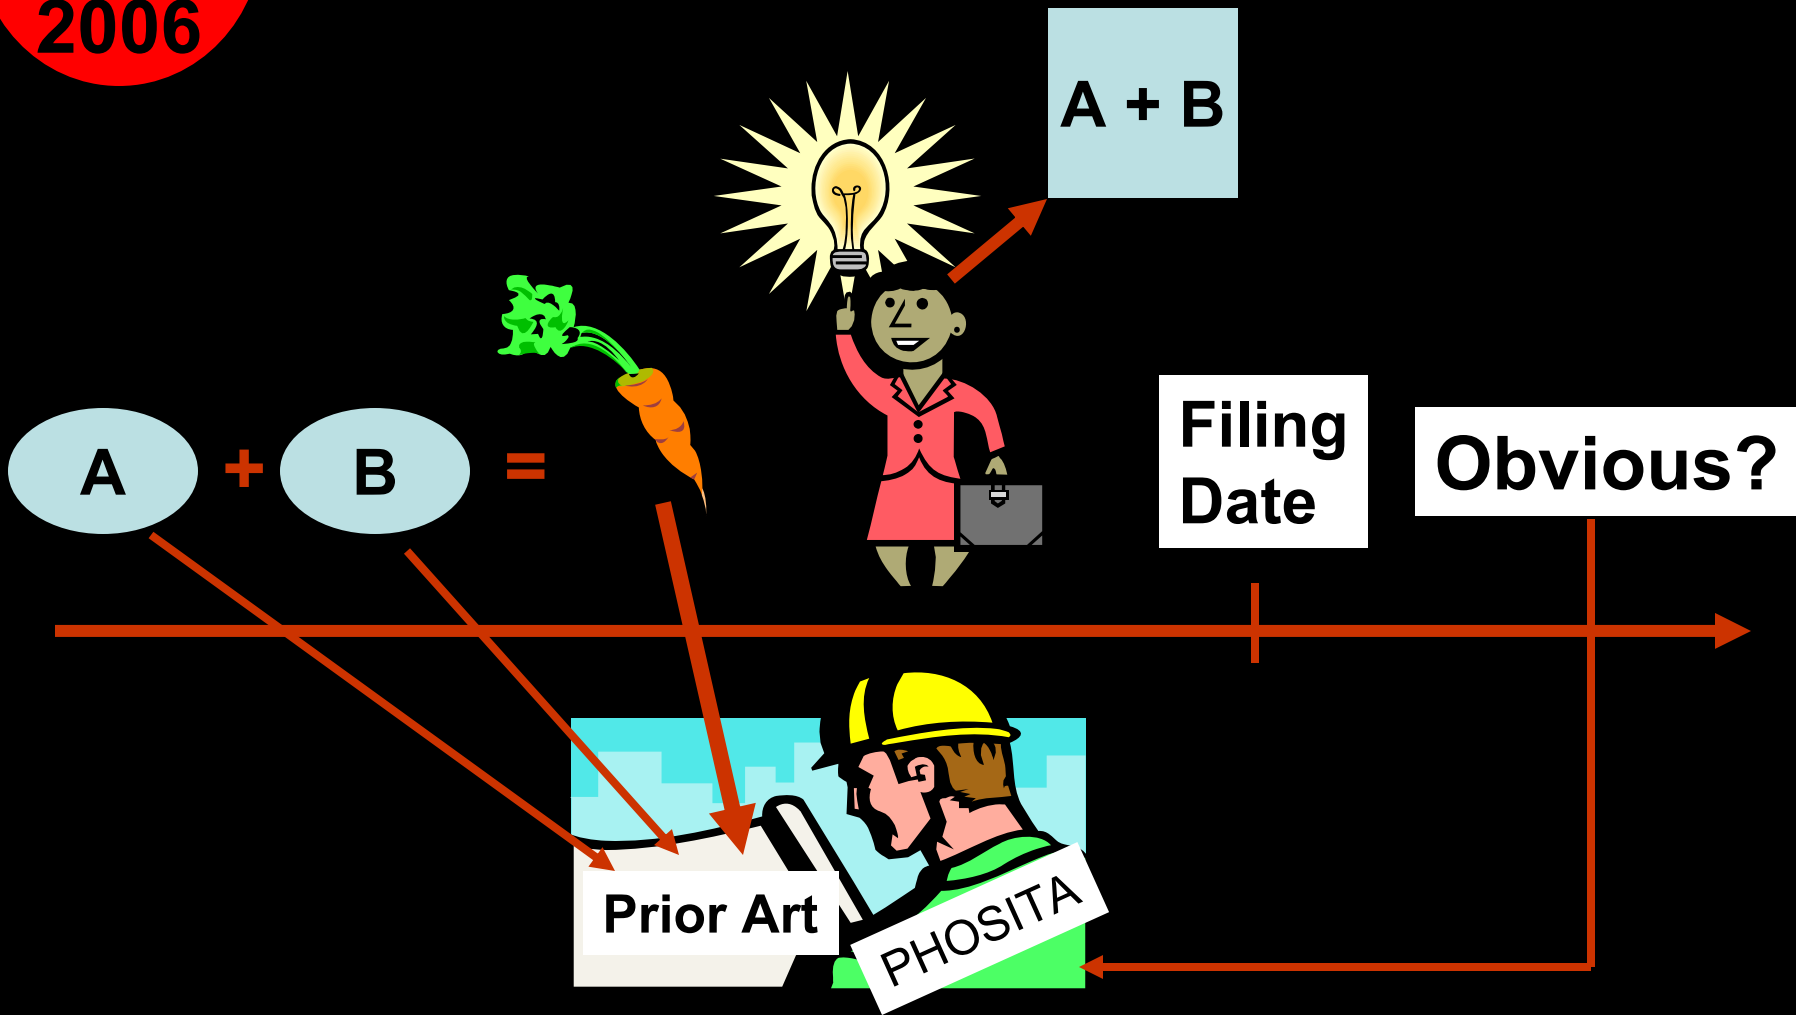 2006
A + B
A + B =
Filing
Date
Obvious?
Prior Art
PHOSITA